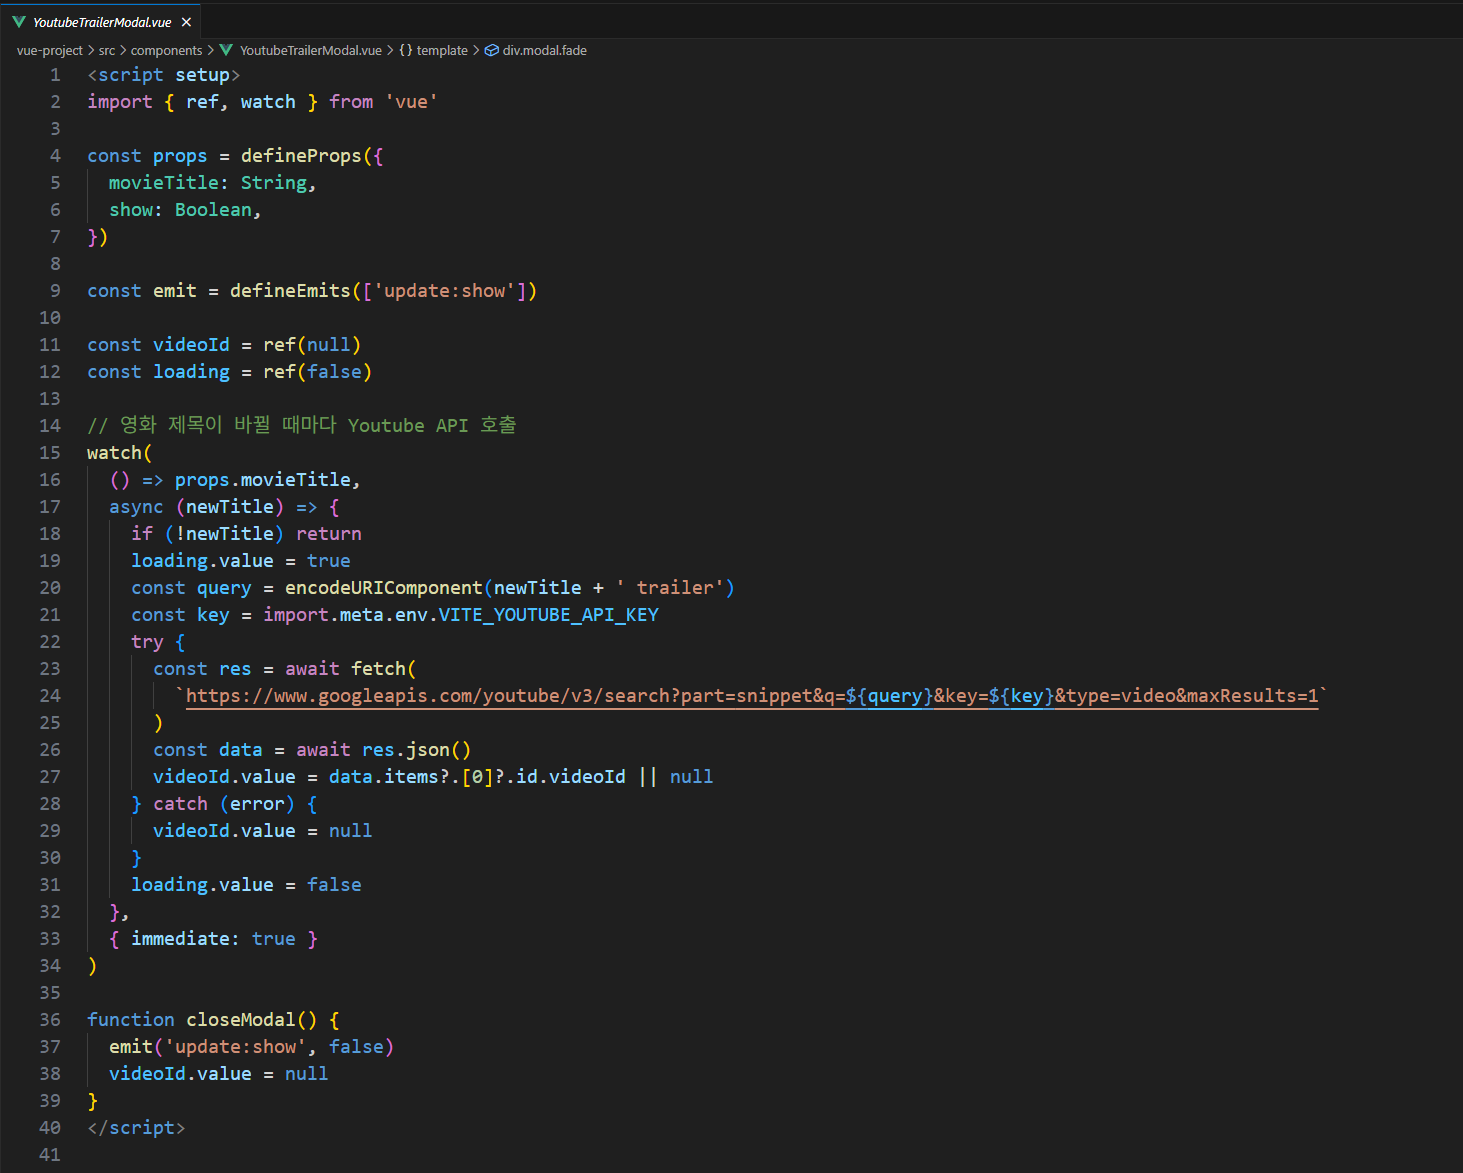 YoutubeTrailerModal.vue
vue-project > src > components > YoutubeTrailerModal.vue > {} template > div.modal.fade
1 <script setup>
2 import { ref, watch } from 'vue'
3
4 const props = defineProps({
5   movieTitle: String,
6   show: Boolean,
7 })
8
9 const emit = defineEmits(['update:show'])
10
11 const videoId = ref(null)
12 const loading = ref(false)
13
14 // 영화 제목이 바뀔 때마다 Youtube API 호출
15 watch(
16   () => props.movieTitle,
17   async (newTitle) => {
18     if (!newTitle) return
19     loading.value = true
20     const query = encodeURIComponent(newTitle + ' trailer')
21     const key = import.meta.env.VITE_YOUTUBE_API_KEY
22     try {
23       const res = await fetch(
24         `https://www.googleapis.com/youtube/v3/search?part=snippet&q=${query}&key=${key}&type=video&maxResults=1`
25       )
26       const data = await res.json()
27       videoId.value = data.items?.[0]?.id.videoId || null
28     } catch (error) {
29       videoId.value = null
30     }
31     loading.value = false
32   },
33   { immediate: true }
34 )
35
36 function closeModal() {
37   emit('update:show', false)
38   videoId.value = null
39 }
40 </script>
41